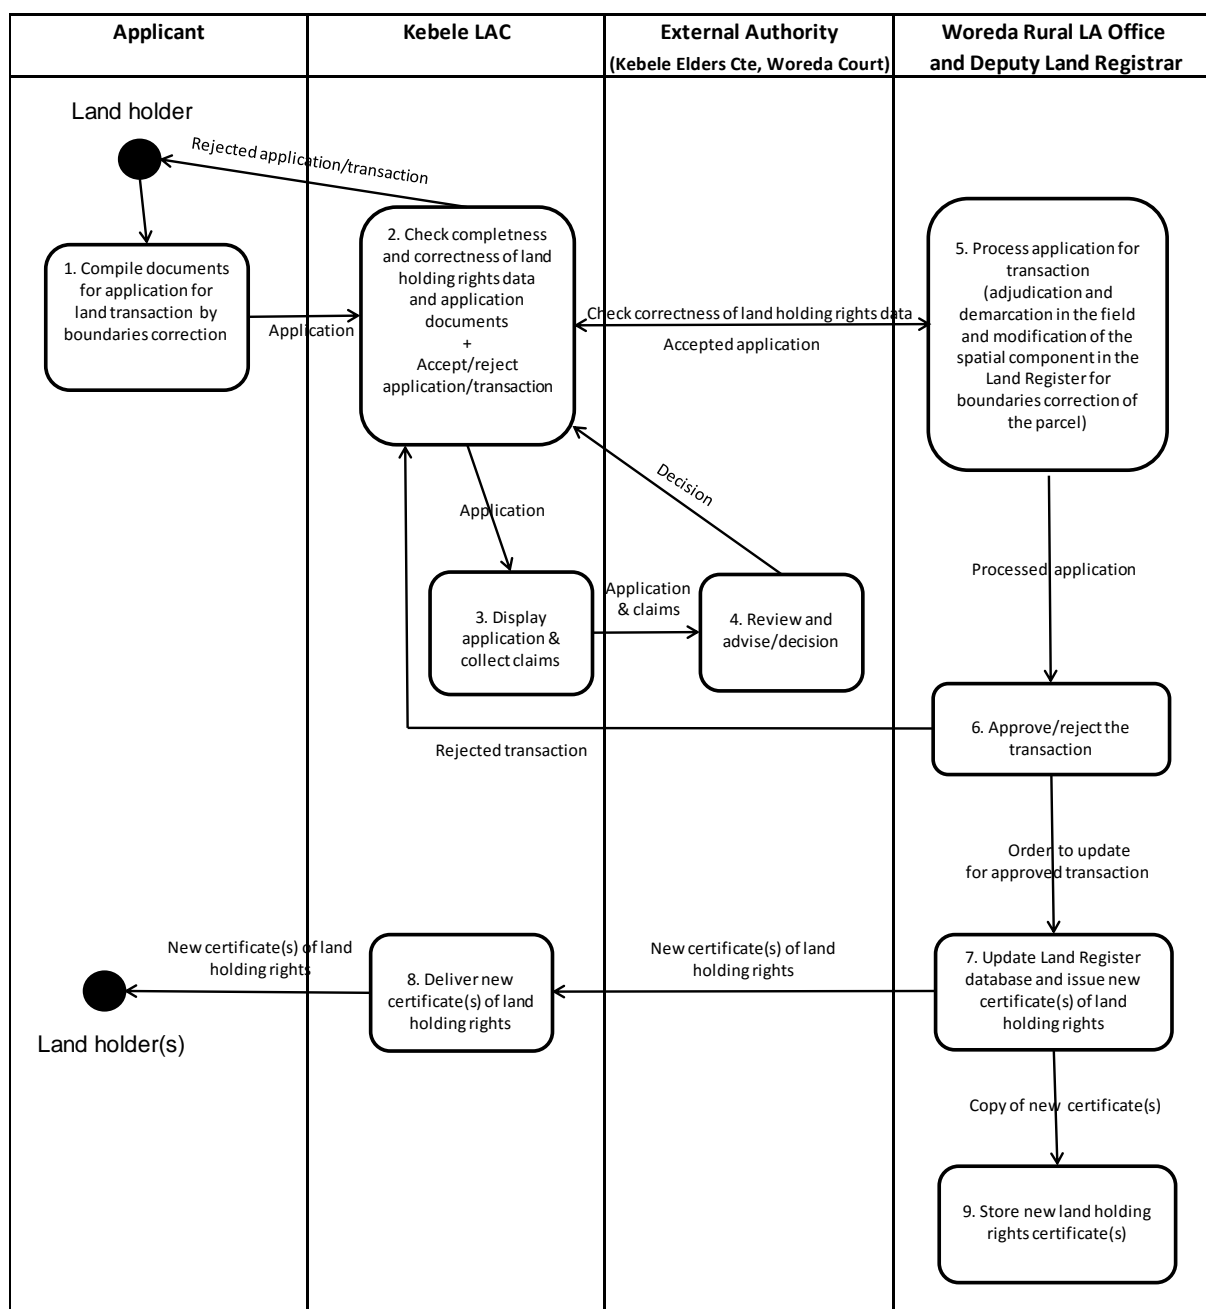 Applicant
Kebele LAC
External Authority
(Kebele Elders Cte, Woreda Court)
Woreda Rural LA Office
and Deputy Land Registrar
Land holder
Rejected application/transaction
1. Compile documents
for application for
land transaction by
boundaries correction
Application
2. Check completness
and correctness of land
holding rights data
and application
documents
+
Accept/reject
application/transaction
Check correctness of land holding rights data
Accepted application
5. Process application for
transaction
(adjudication and
demarcation in the field
and modification of the
spatial component in the
Land Register for
boundaries correction of
the parcel)
Decision
Application
Processed application
3. Display
application &
collect claims
Application
& claims
4. Review and
advise/decision
Rejected transaction
6. Approve/reject the
transaction
Order to update
for approved transaction
New certificate(s) of land
holding rights
8. Deliver new
certificate(s) of land
holding rights
New certificate(s) of land
holding rights
7. Update Land Register
database and issue new
certificate(s) of land
holding rights
Land holder(s)
Copy of new certificate(s)
9. Store new land holding
rights certificate(s)